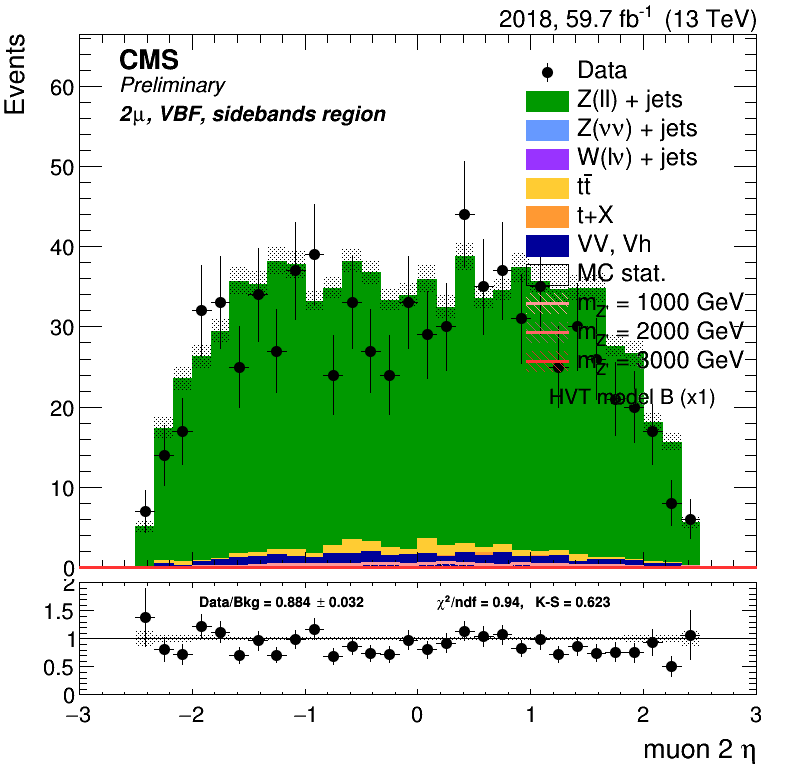 2018, 59.7 fb⁻¹ (13 TeV)
Events
CMS
Preliminary
2μ, VBF, sidebands region
Data
Z(ll) + jets
Z(νν) + jets
W(lν) + jets
tt̄
t+X
VV, Vh
MC stat.
m_Z' = 1000 GeV
m_Z' = 2000 GeV
m_Z' = 3000 GeV
HVT model B (x1)
60
50
40
30
20
10
0
2
1.5
1
0.5
0
Data/Bkg = 0.884 ± 0.032
χ²/ndf = 0.94, K-S = 0.623
−3 −2 −1 0 1 2 3
muon 2 η